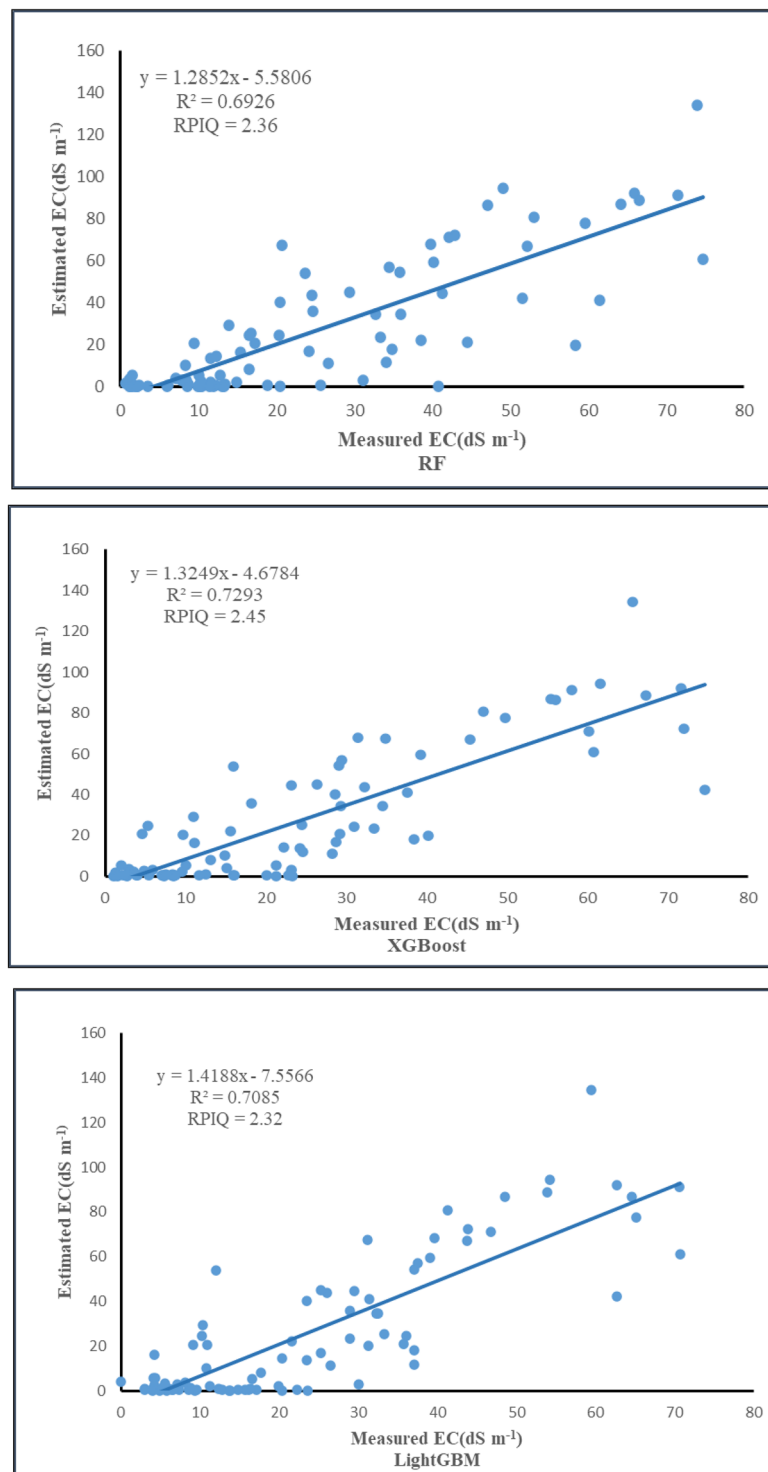 160
140
120
100
80
60
40
20
0
Estimated EC(dS m⁻¹)
y = 1.2852x - 5.5806
R² = 0.6926
RPIQ = 2.36
0 10 20 30 40 50 60 70 80
Measured EC(dS m⁻¹)
RF
160
140
120
100
80
60
40
20
0
Estimated EC(dS m⁻¹)
y = 1.3249x - 4.6784
R² = 0.7293
RPIQ = 2.45
0 10 20 30 40 50 60 70 80
Measured EC(dS m⁻¹)
XGBoost
160
140
120
100
80
60
40
20
0
Estimated EC(dS m⁻¹)
y = 1.4188x - 7.5566
R² = 0.7085
RPIQ = 2.32
0 10 20 30 40 50 60 70 80
Measured EC(dS m⁻¹)
LightGBM